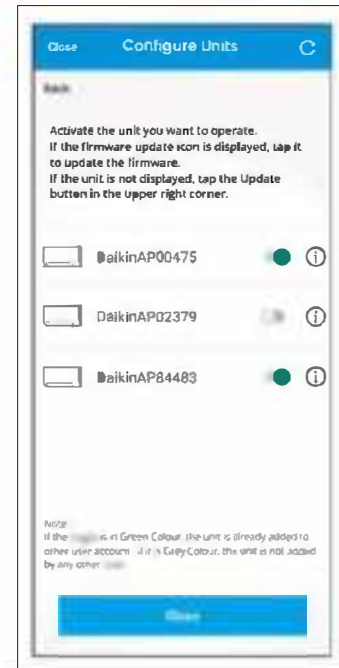 Close Configure Units
Activate the unit you want to operate.
If the firmware update icon is displayed, tap it
to update the firmware.
If the unit is not displayed, tap the Update
button in the upper right corner.
DaikinAP00475
DaikinAP02379
DaikinAP84483
Note
If the is in Green Colour, the unit is already added to
other user account. If it is Grey Colour, the unit is not added
by any other